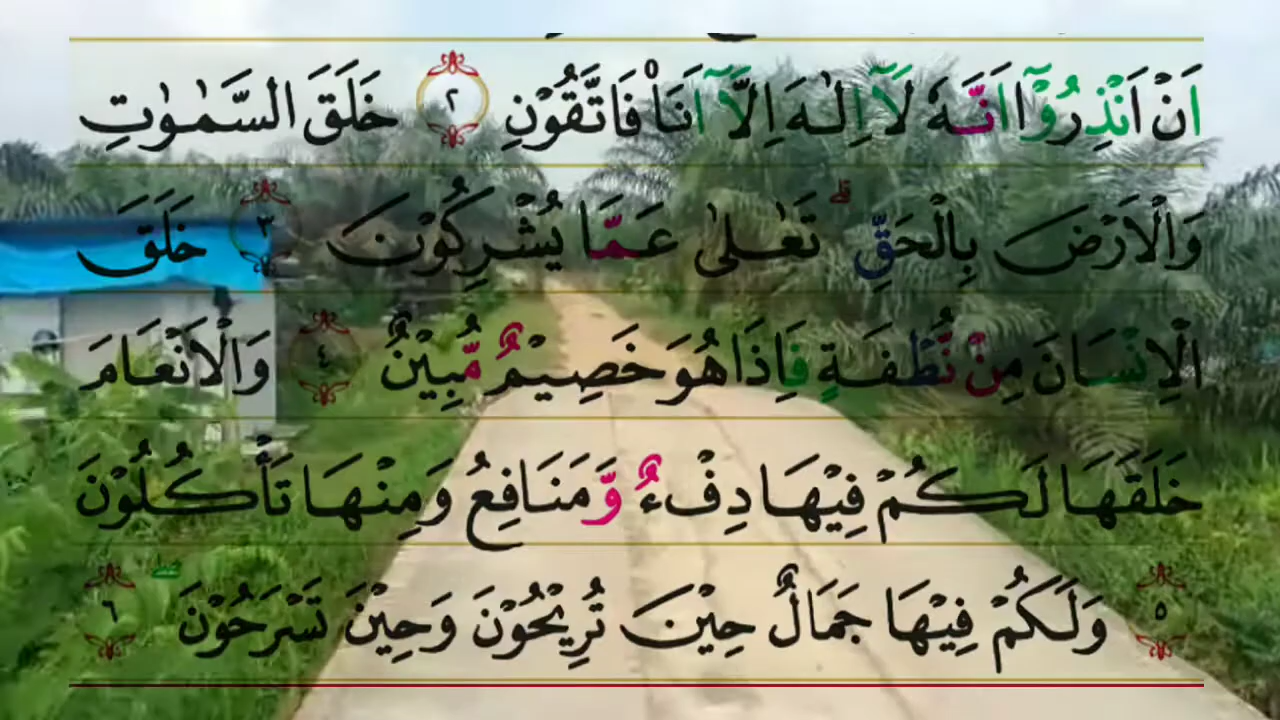 اَنْ اَنْذِرُوْٓا اَنَّهٗ لَآ اِلٰهَ اِلَّآ اَنَا۠ فَاتَّقُوْنِ ٢ خَلَقَ السَّمٰوٰتِ
وَالْاَرْضَ بِالْحَقِّۗ تَعٰلٰى عَمَّا يُشْرِكُوْنَ ٣ خَلَقَ
الْاِنْسَانَ مِنْ نُّطْفَةٍ فَاِذَا هُوَ خَصِيْمٌ مُّبِيْنٌ ٤ وَالْاَنْعَامَ
خَلَقَهَا لَكُمْ فِيْهَا دِفْءٌ وَّمَنَافِعُ وَمِنْهَا تَأْكُلُوْنَ
٥ وَلَكُمْ فِيْهَا جَمَالٌ حِيْنَ تُرِيْحُوْنَ وَحِيْنَ تَسْرَحُوْنَ ٦